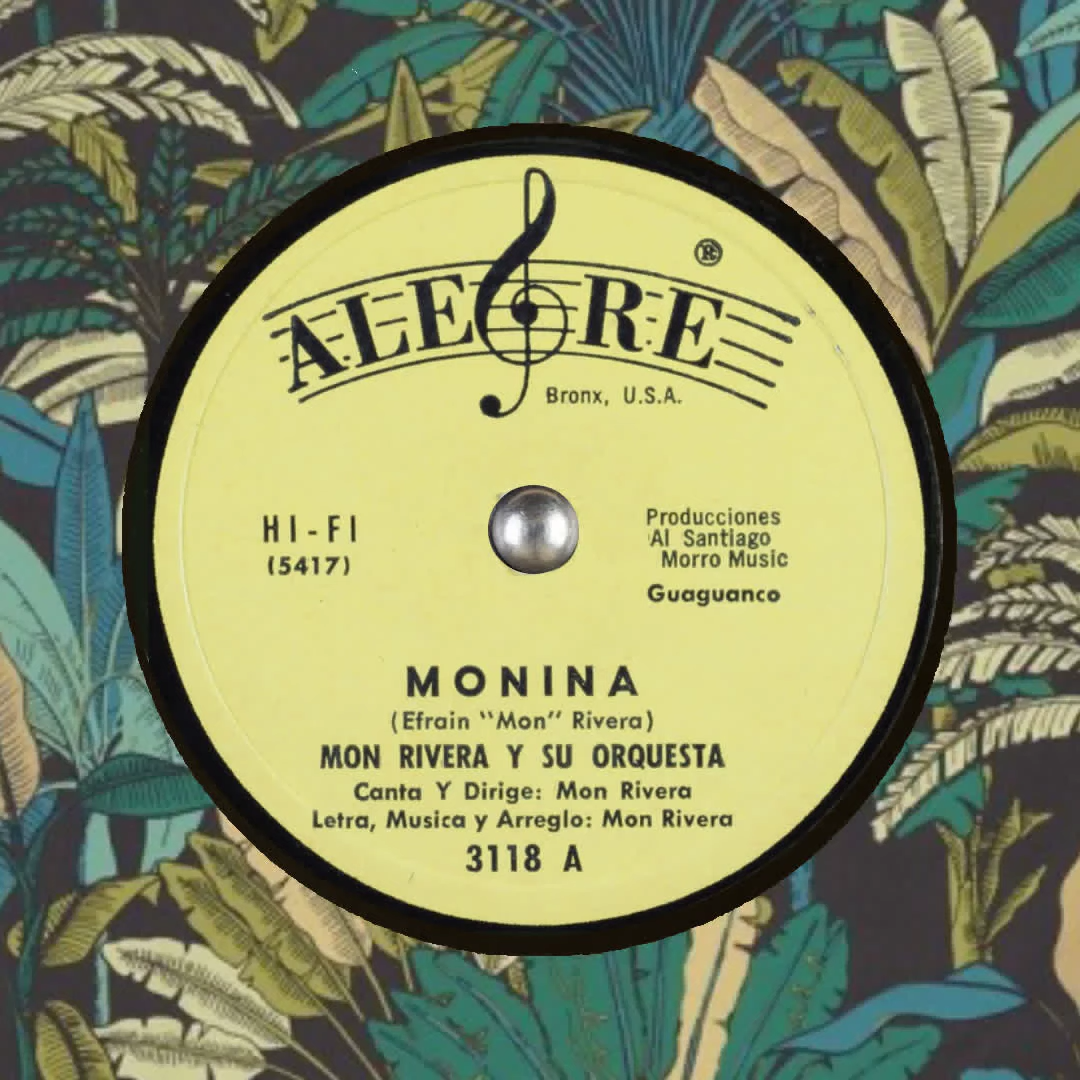 ALEGRE
®
Bronx, U.S.A.
HI-FI
(5417)
Producciones
Al Santiago
Morro Music
Guaguanco
MONINA
(Efrain "Mon" Rivera)
MON RIVERA Y SU ORQUESTA
Canta Y Dirige: Mon Rivera
Letra, Musica y Arreglo: Mon Rivera
3118 A